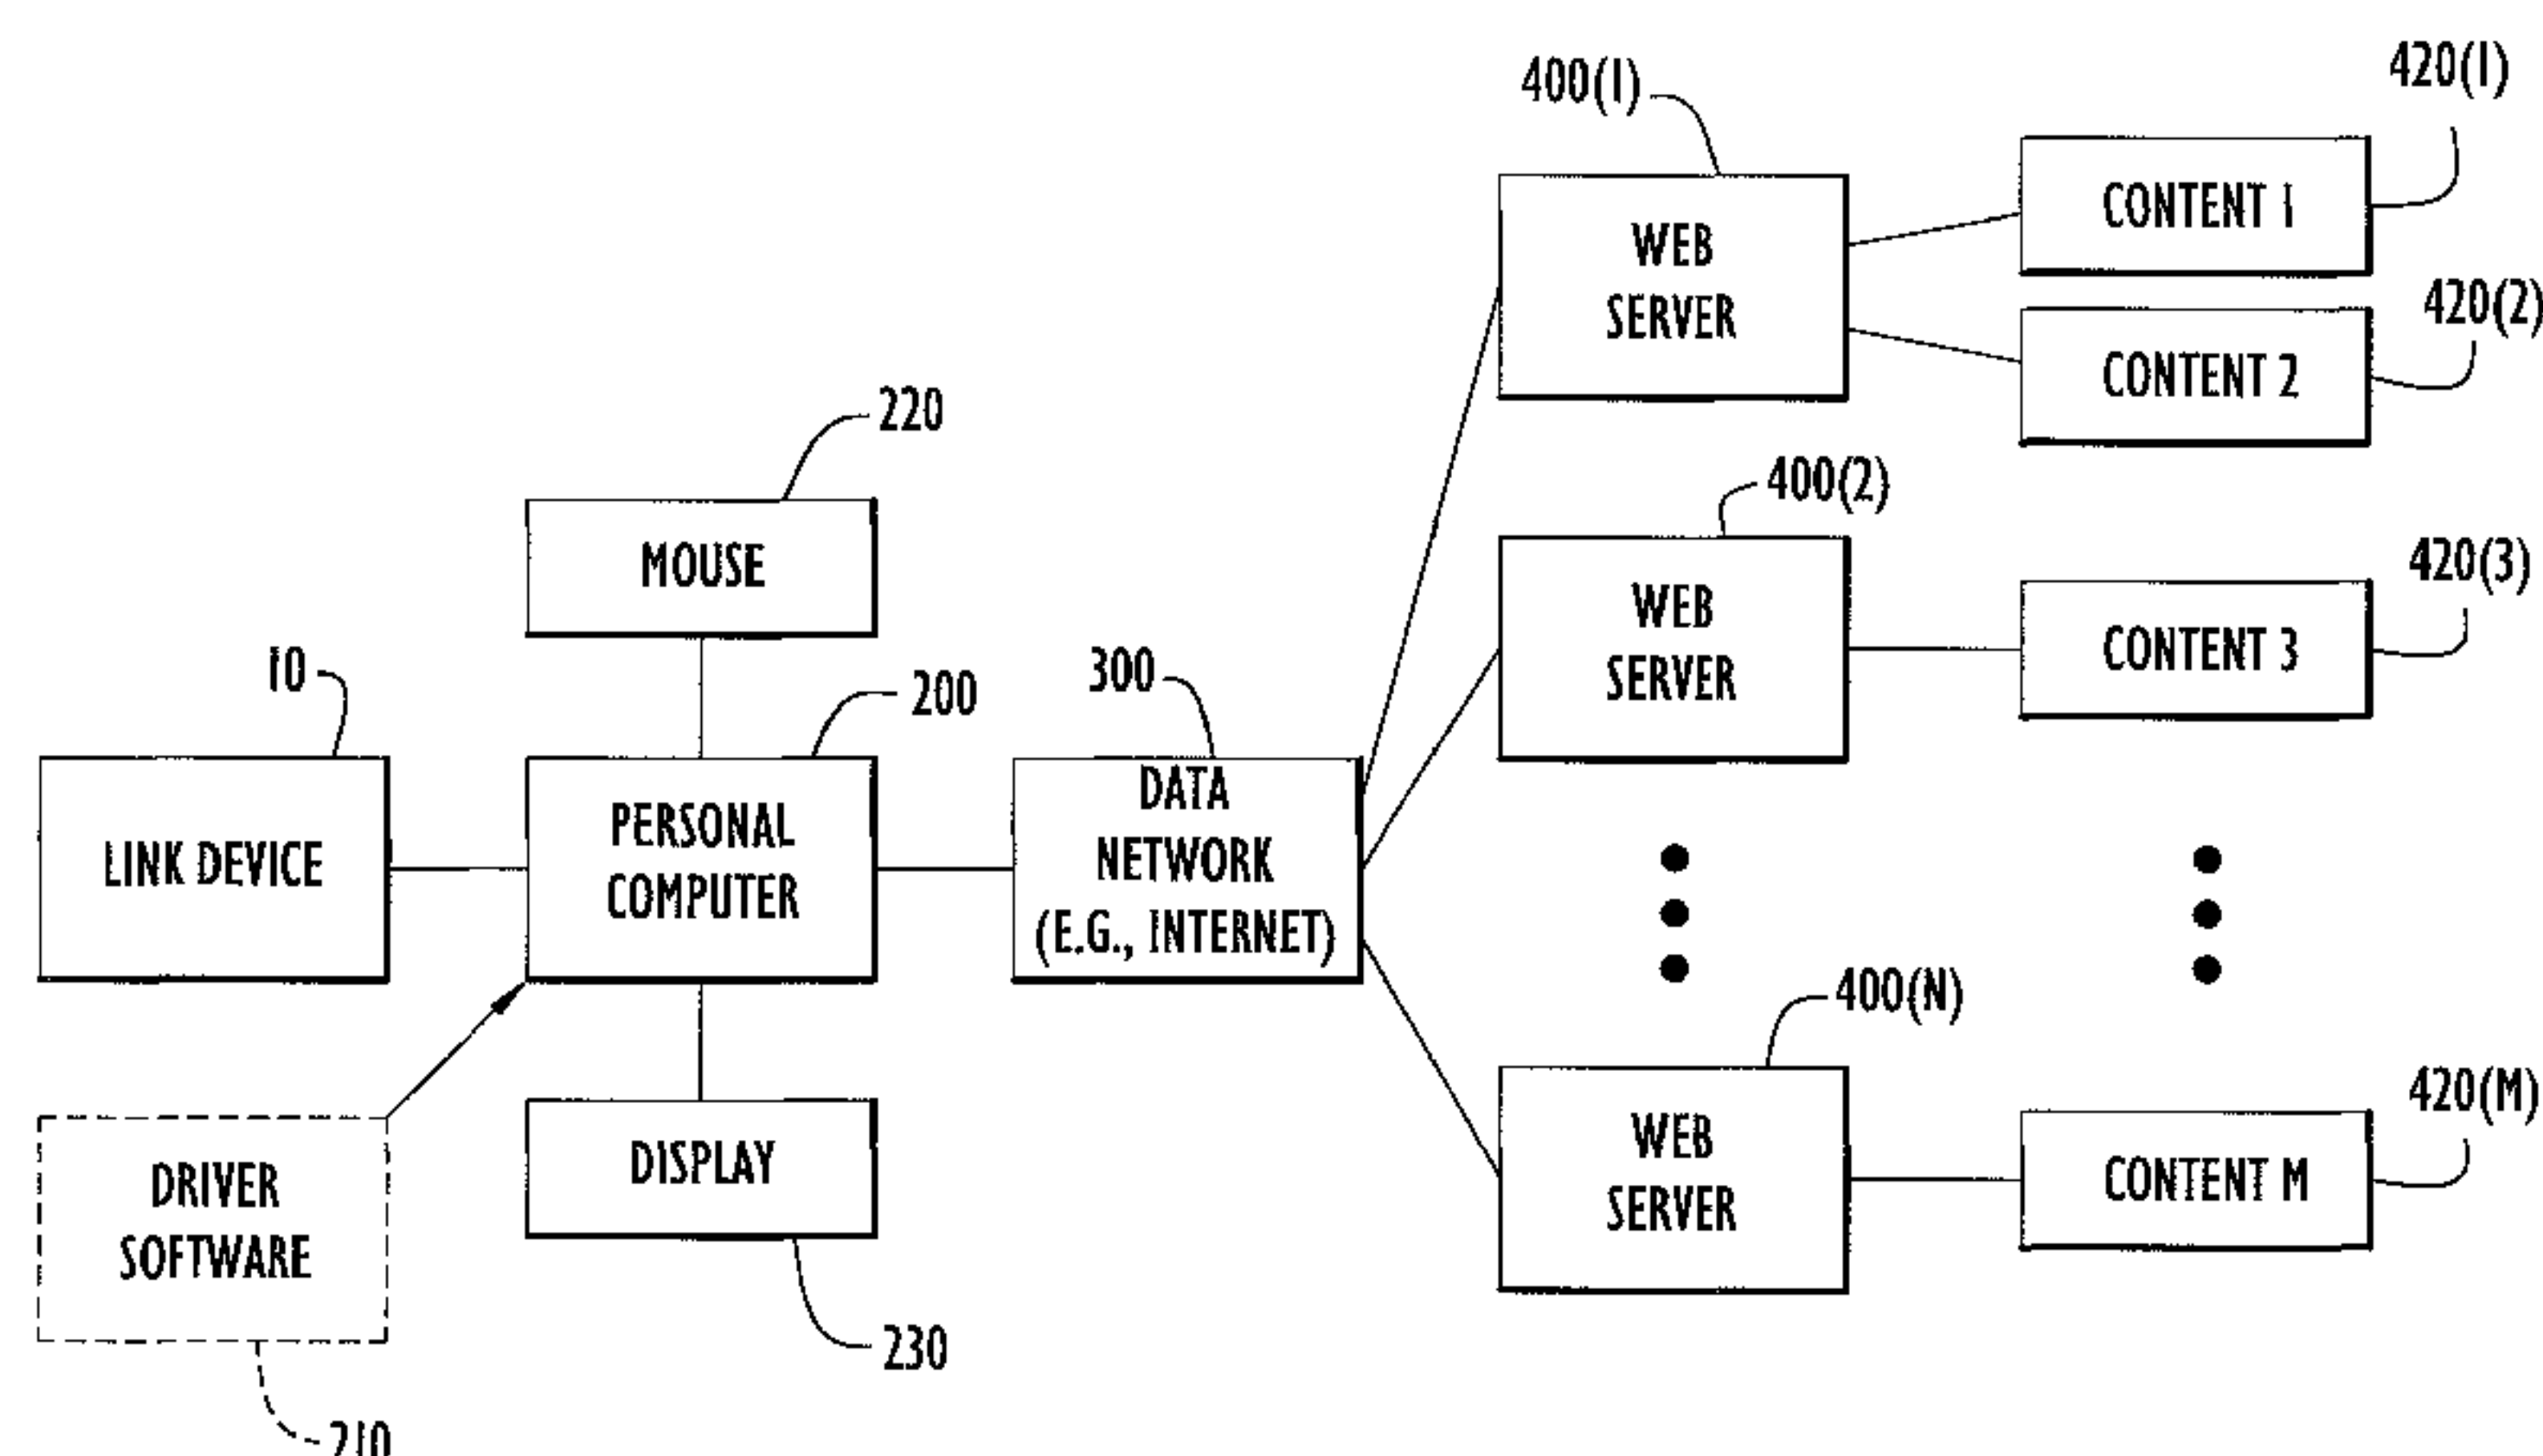 400(1)
420(1)
CONTENT 1
WEB
SERVER
420(2)
CONTENT 2
220
MOUSE
400(2)
WEB
SERVER
420(3)
CONTENT 3
10
LINK DEVICE
200
PERSONAL
COMPUTER
300
DATA
NETWORK
(E.G., INTERNET)
400(N)
WEB
SERVER
420(M)
CONTENT M
DRIVER
SOFTWARE
210
DISPLAY
230